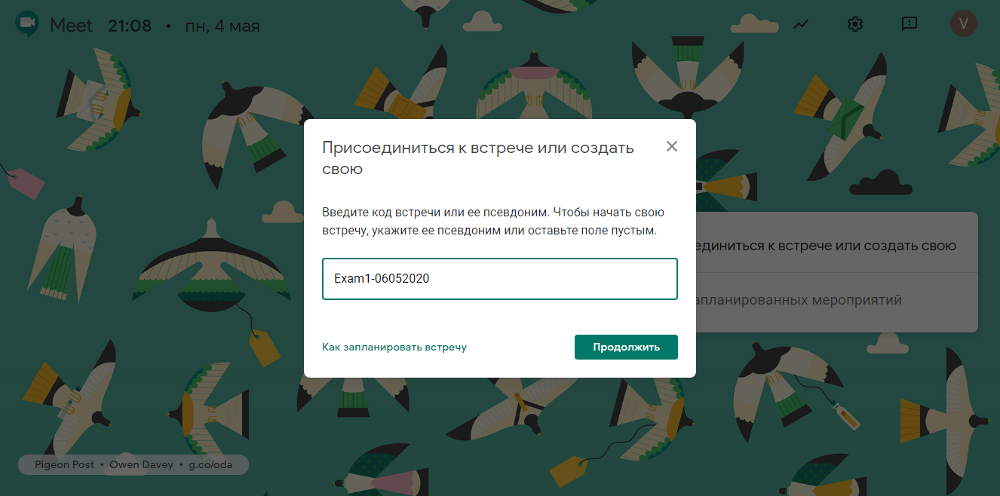 Meet 21:08 • пн, 4 мая
V
Присоединиться к встрече или создать
свою
Введите код встречи или ее псевдоним. Чтобы начать свою
встречу, укажите ее псевдоним или оставьте поле пустым.
Exam1-06052020
Как запланировать встречу
Продолжить
единиться к встрече или создать свою
апланированных мероприятий
Pigeon Post • Owen Davey • g.co/oda